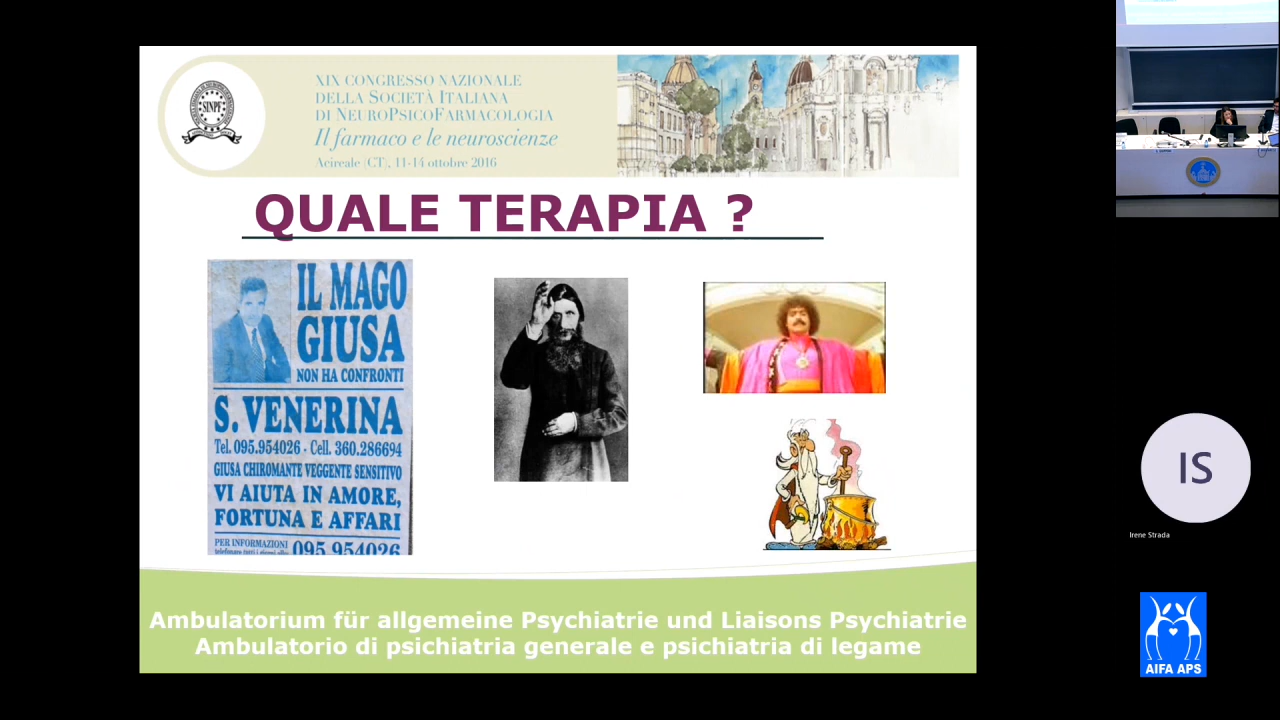 SINPF
XIX CONGRESSO NAZIONALE
DELLA SOCIETÀ ITALIANA
DI NEUROPSICOFARMACOLOGIA
Il farmaco e le neuroscienze
Acireale (CT), 11-14 ottobre 2016
QUALE TERAPIA ?
IL MAGO
GIUSA
NON HA CONFRONTI
S. VENERINA
Tel. 095.954026 - Cell. 360.286694
GIUSA CHIROMANTE VEGGENTE SENSITIVO
VI AIUTA IN AMORE,
FORTUNA E AFFARI
PER INFORMAZIONI
095 954026
Ambulatorium für allgemeine Psychiatrie und Liaisons Psychiatrie
Ambulatorio di psichiatria generale e psichiatria di legame
IS
Irene Strada
AIFA APS